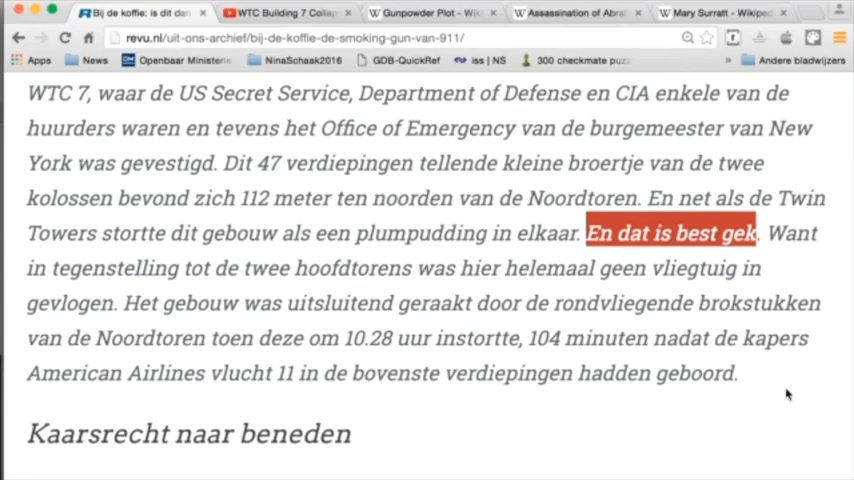 Bij de koffie: is dit dan
WTC Building 7 Collap
Gunpowder Plot - Wiki
Assassination of Abra
Mary Surratt - Wikiped
revu.nl/uit-ons-archief/bij-de-koffie-de-smoking-gun-van-911/
Apps
News
Openbaar Ministerie
NinaSchaak2016
GDB-QuickRef
iss | NS
300 checkmate puzz
»
Andere bladwijzers
WTC 7, waar de US Secret Service, Department of Defense en CIA enkele van de
huurders waren en tevens het Office of Emergency van de burgemeester van New
York was gevestigd. Dit 47 verdiepingen tellende kleine broertje van de twee
kolossen bevond zich 112 meter ten noorden van de Noordtoren. En net als de Twin
Towers stortte dit gebouw als een plumpudding in elkaar. En dat is best gek. Want
in tegenstelling tot de twee hoofdtorens was hier helemaal geen vliegtuig in
gevlogen. Het gebouw was uitsluitend geraakt door de rondvliegende brokstukken
van de Noordtoren toen deze om 10.28 uur instortte, 104 minuten nadat de kapers
American Airlines vlucht 11 in de bovenste verdiepingen hadden geboord.
Kaarsrecht naar beneden